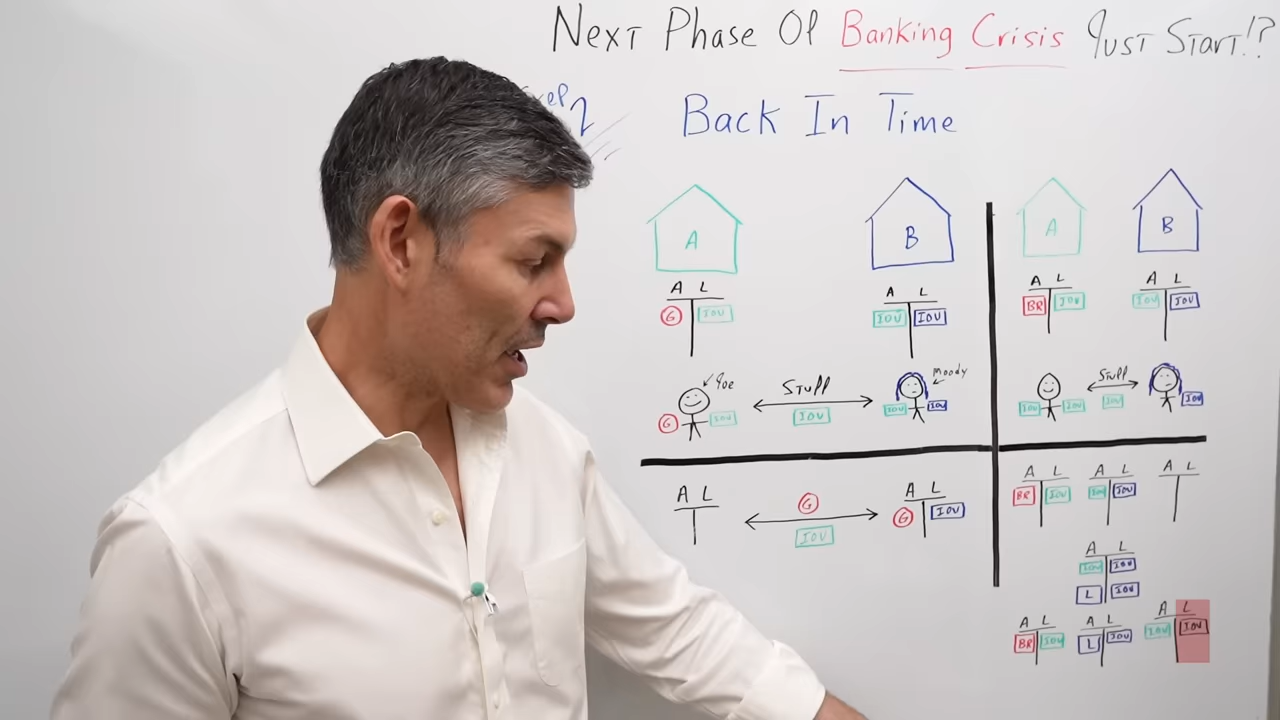 Next Phase Of Banking Crisis Just Start!?
Step 2
Back In Time
A B
A L A L
G IOU IOU IOU
Joe Stuff Moody
G IOU IOU IOU IOU
A L G A L
IOU G IOU
A B
A L A L
BR IOU IOU IOU
Stuff
IOU IOU IOU IOU
A L A L A L
BR IOU IOU IOU
A L
IOU IOU
L IOU
A L A L A L
BR IOU L IOU IOU IOU